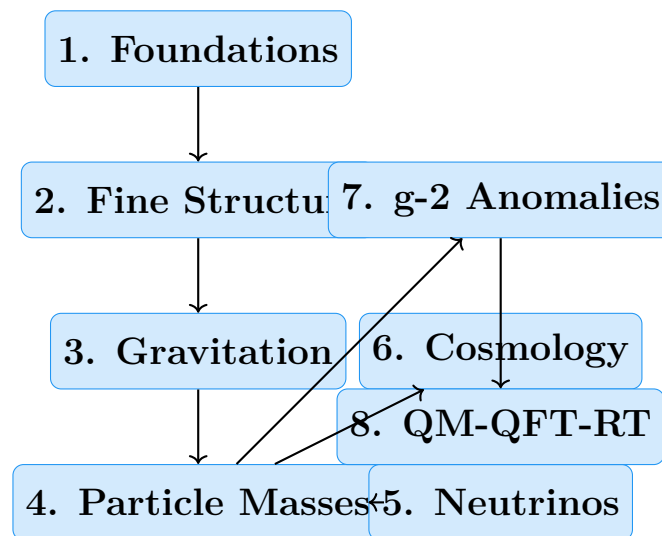 1. Foundations
2. Fine Structu
7. g-2 Anomalies
3. Gravitation
6. Cosmology
8. QM-QFT-RT
4. Particle Masses
5. Neutrinos